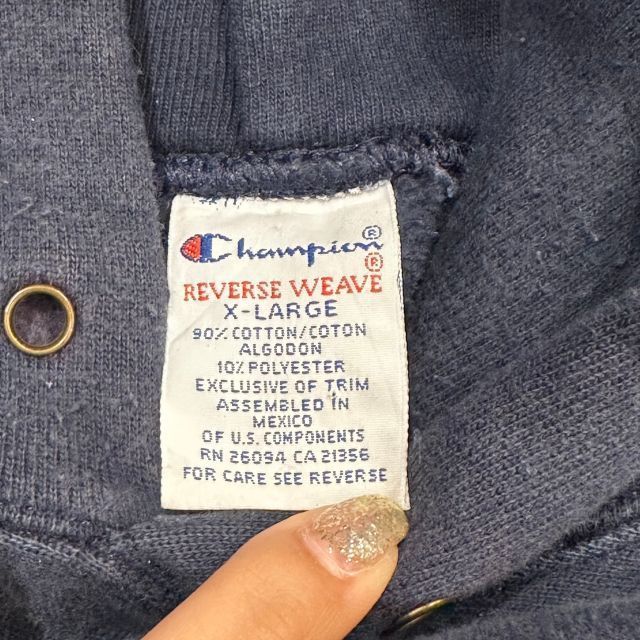 Champion®
®
REVERSE WEAVE
X-LARGE
90% COTTON/COTON
ALGODON
10% POLYESTER
EXCLUSIVE OF TRIM
ASSEMBLED IN
MEXICO
OF U.S. COMPONENTS
RN 26094 CA 21356
FOR CARE SEE REVERSE